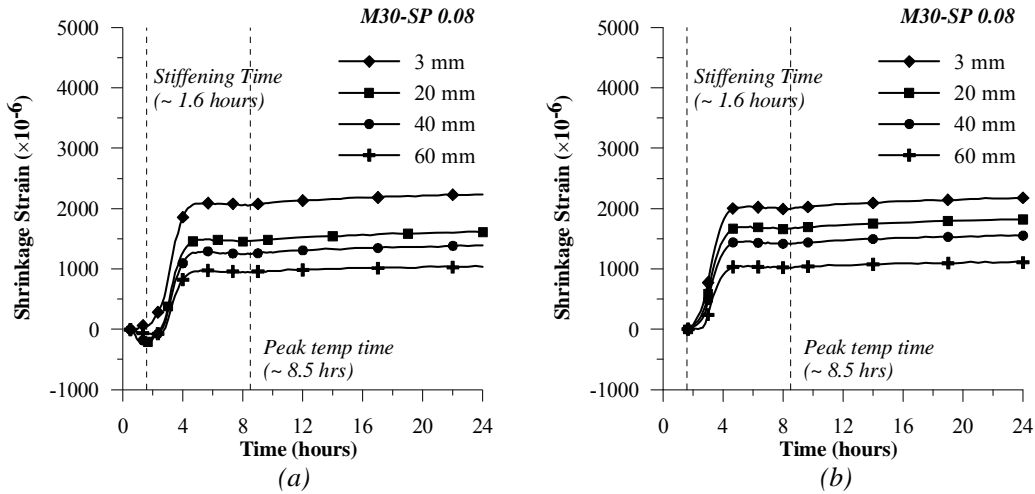 M30-SP 0.08
5000
4000
3000
2000
1000
0
-1000
Shrinkage Strain (×10⁻⁶)
Stiffening Time
(~ 1.6 hours)
3 mm
20 mm
40 mm
60 mm
Peak temp time
(~ 8.5 hrs)
0 4 8 12 16 20 24
Time (hours)
(a)
M30-SP 0.08
5000
4000
3000
2000
1000
0
-1000
Shrinkage Strain (×10⁻⁶)
Stiffening Time
(~ 1.6 hours)
3 mm
20 mm
40 mm
60 mm
Peak temp time
(~ 8.5 hrs)
0 4 8 12 16 20 24
Time (hours)
(b)